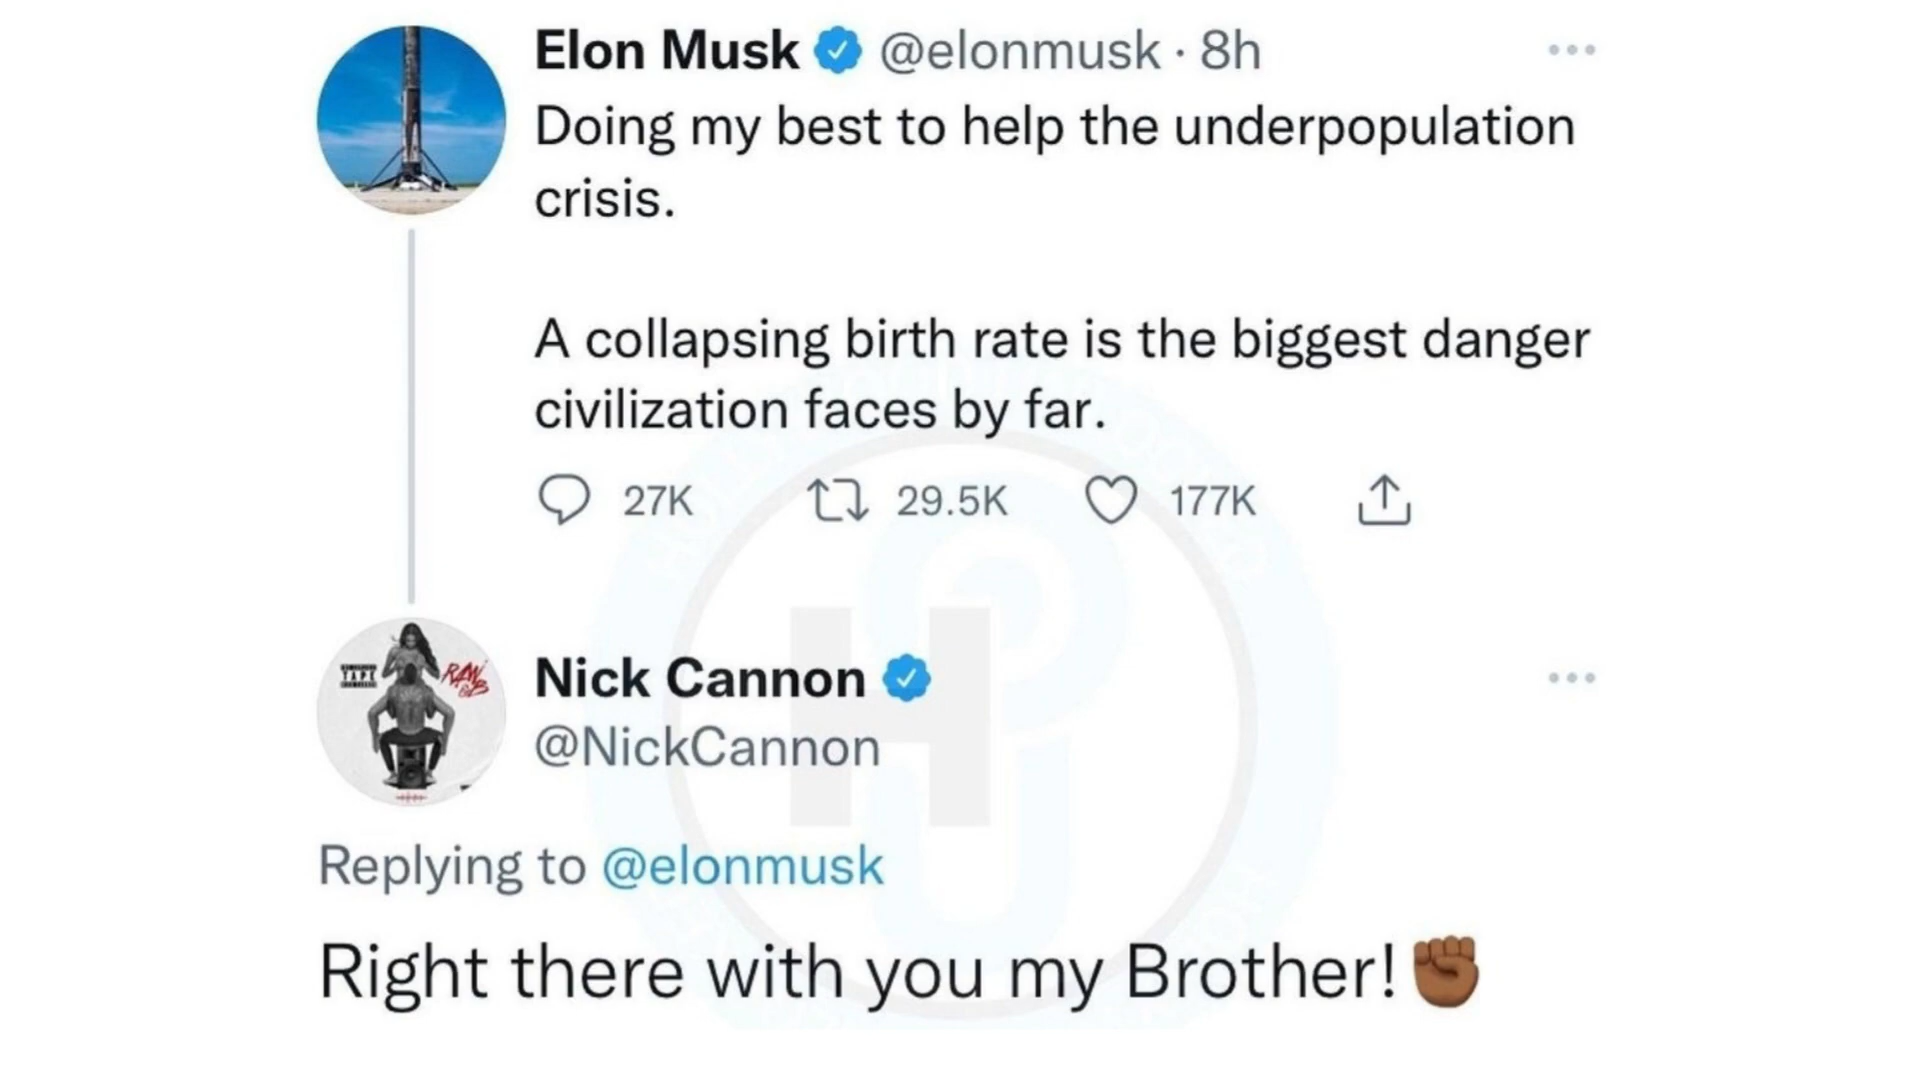 Elon Musk @elonmusk · 8h
Doing my best to help the underpopulation
crisis.
A collapsing birth rate is the biggest danger
civilization faces by far.
27K 29.5K 177K
TAPE
RAW
Nick Cannon
@NickCannon
Replying to @elonmusk
Right there with you my Brother!✊🏾